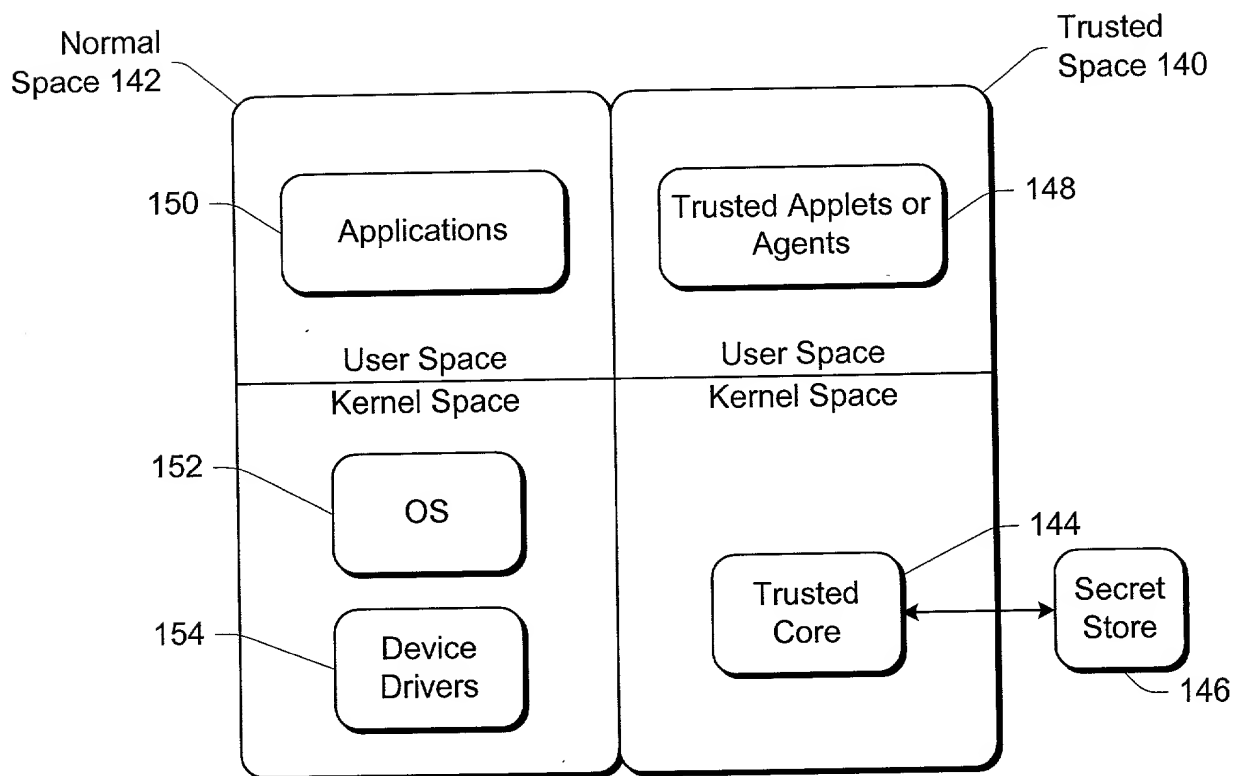 Normal
Space 142
Trusted
Space 140
150
Applications
Trusted Applets or
Agents
148
User Space
User Space
Kernel Space
Kernel Space
152
OS
144
Trusted
Core
Secret
Store
146
154
Device
Drivers